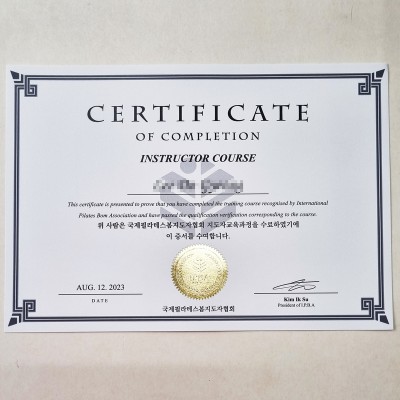 CERTIFICATE
OF COMPLETION
INSTRUCTOR COURSE
This certificate is presented to prove that you have completed the training course recognised by International
Pilates Bom Association and have passed the qualification verification corresponding to the course.
위 사람은 국제필라테스봄지도자협회 지도자교육과정을 수료하였기에
이 증서를 수여합니다.
AUG. 12. 2023
DATE
Kim Ik Su
President of I.P.B.A
국제필라테스봄지도자협회